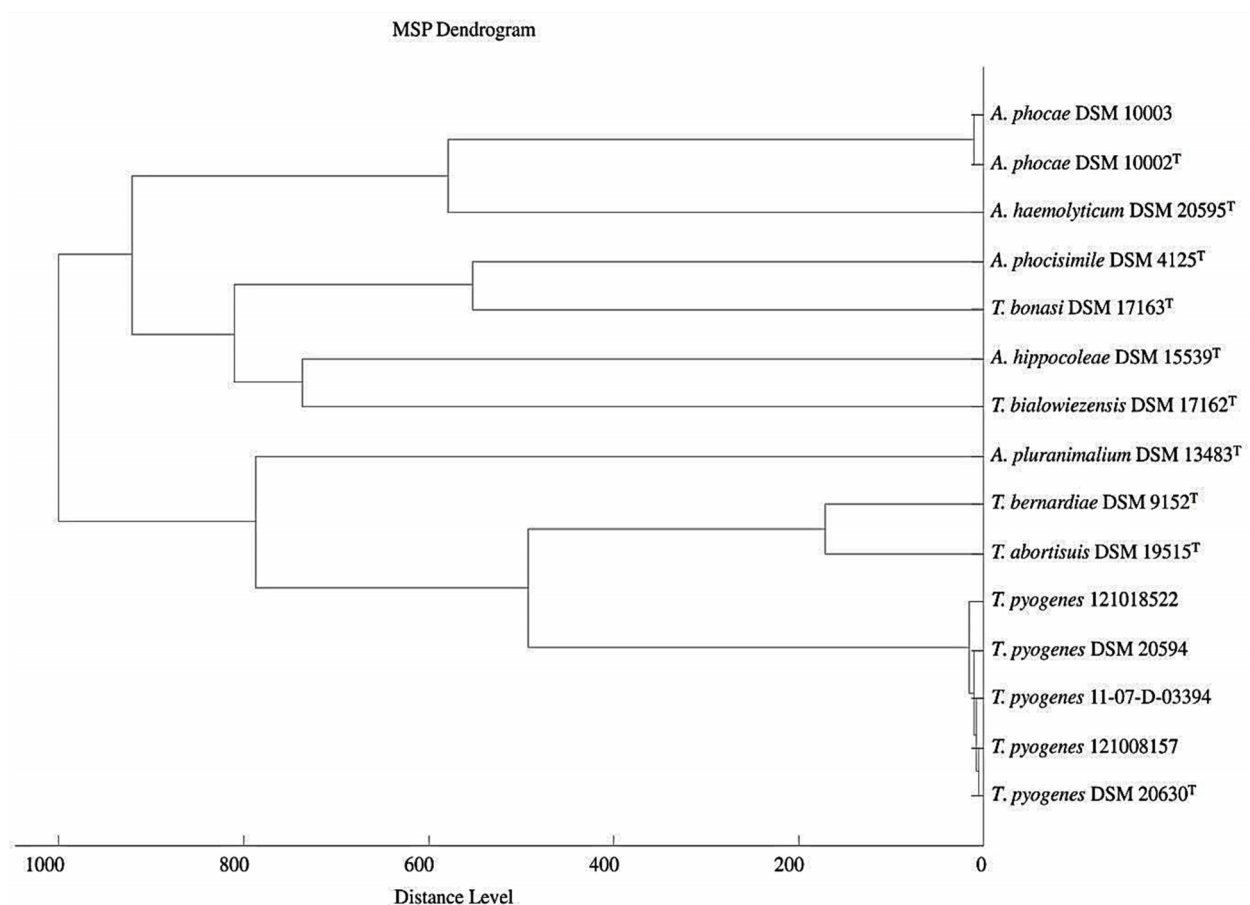 MSP Dendrogram
A. phocae DSM 10003
A. phocae DSM 10002ᵀ
A. haemolyticum DSM 20595ᵀ
A. phocisimile DSM 4125ᵀ
T. bonasi DSM 17163ᵀ
A. hippocoleae DSM 15539ᵀ
T. bialowiezensis DSM 17162ᵀ
A. pluranimalium DSM 13483ᵀ
T. bernardiae DSM 9152ᵀ
T. abortisuis DSM 19515ᵀ
T. pyogenes 121018522
T. pyogenes DSM 20594
T. pyogenes 11-07-D-03394
T. pyogenes 121008157
T. pyogenes DSM 20630ᵀ
1000 800 600 400 200 0
Distance Level